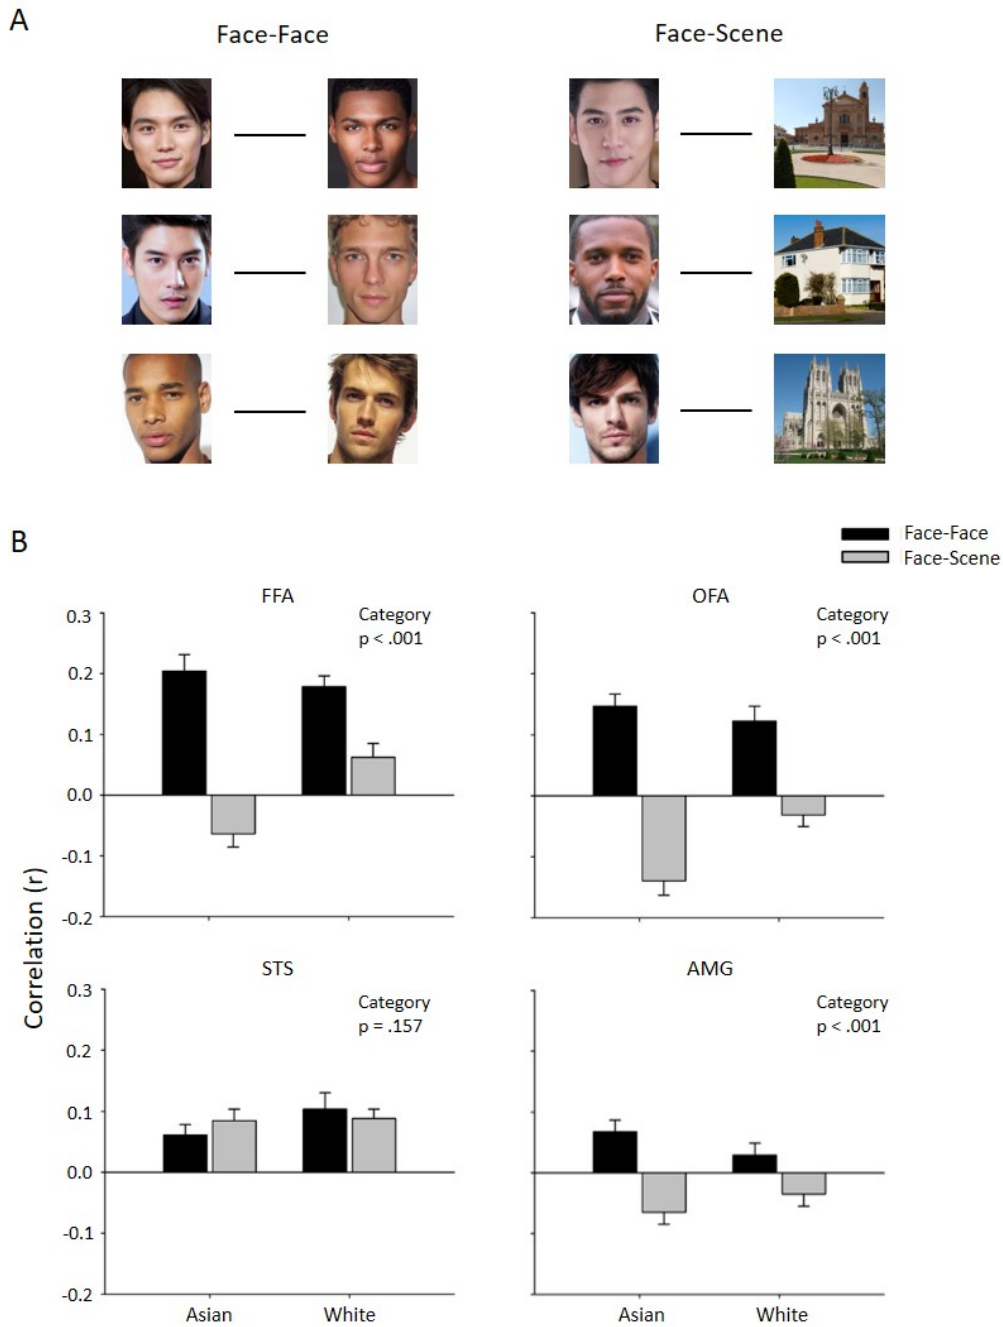 A
Face-Face
Face-Scene
B
Face-Face
Face-Scene
FFA
Category
p < .001
0.3
0.2
0.1
0.0
-0.1
-0.2
OFA
Category
p < .001
Correlation (r)
STS
Category
p = .157
0.3
0.2
0.1
0.0
-0.1
-0.2
Asian
White
AMG
Category
p < .001
Asian
White